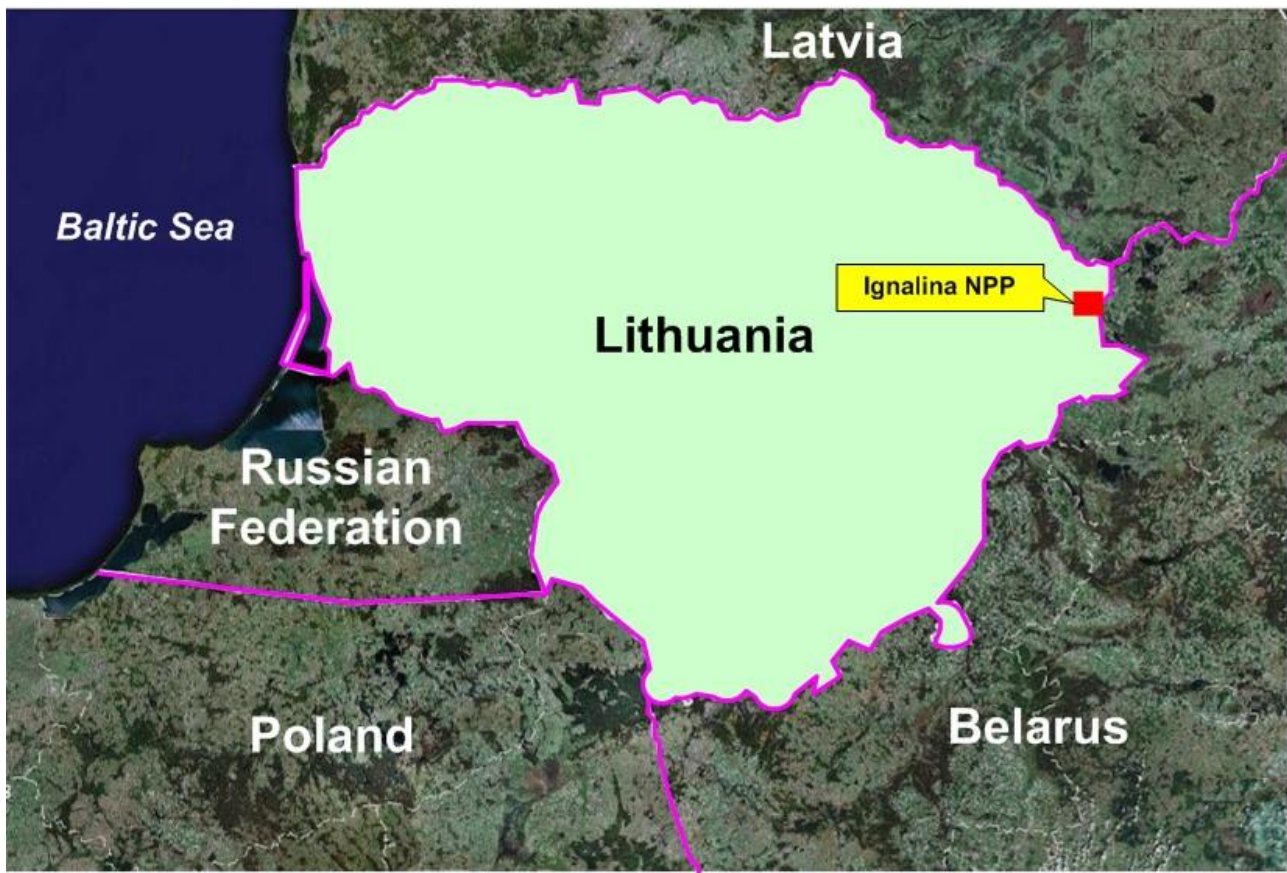 Latvia
Baltic Sea
Ignalina NPP
Lithuania
Russian
Federation
Poland
Belarus